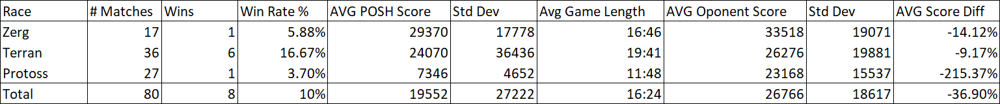 Race # Matches Wins Win Rate % AVG POSH Score Std Dev Avg Game Length AVG Oponent Score Std Dev AVG Score Diff
Zerg 17 1 5.88% 29370 17778 16:46 33518 19071 -14.12%
Terran 36 6 16.67% 24070 36436 19:41 26276 19881 -9.17%
Protoss 27 1 3.70% 7346 4652 11:48 23168 15537 -215.37%
Total 80 8 10% 19552 27222 16:24 26766 18617 -36.90%